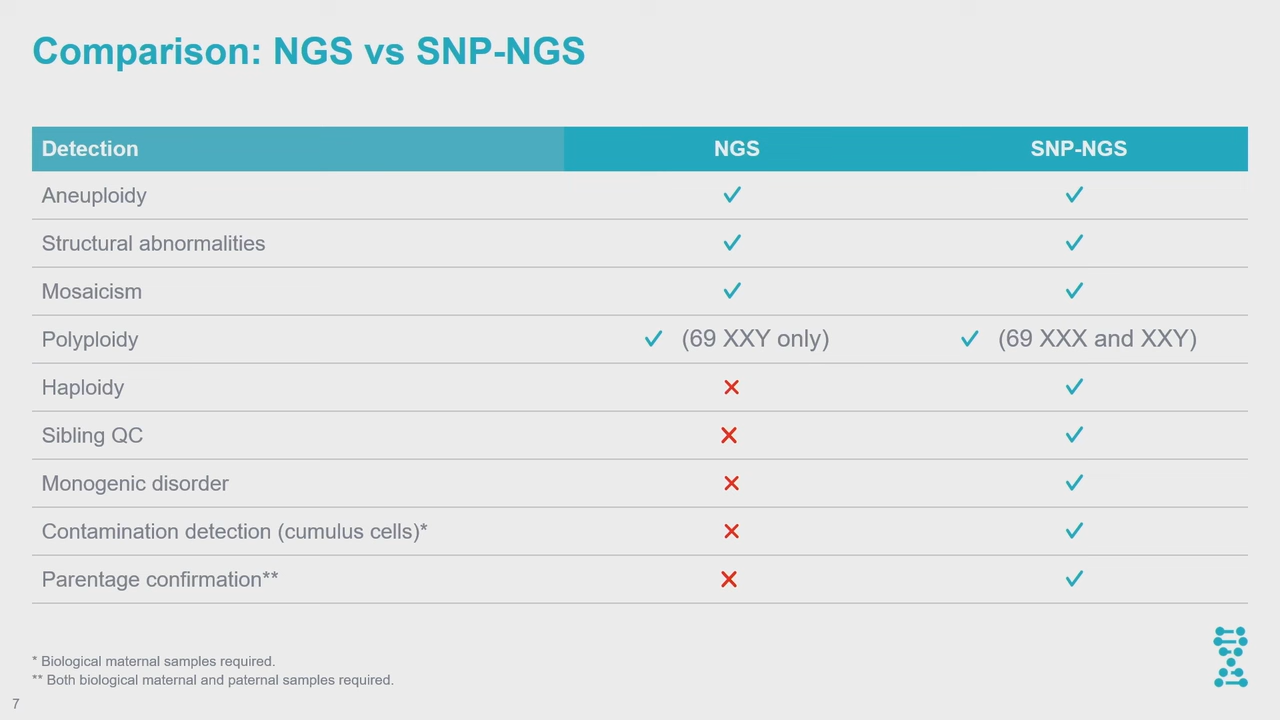 Comparison: NGS vs SNP-NGS
Detection NGS SNP-NGS
Aneuploidy ✓ ✓
Structural abnormalities ✓ ✓
Mosaicism ✓ ✓
Polyploidy ✓ (69 XXY only) ✓ (69 XXX and XXY)
Haploidy ✕ ✓
Sibling QC ✕ ✓
Monogenic disorder ✕ ✓
Contamination detection (cumulus cells)* ✕ ✓
Parentage confirmation** ✕ ✓
* Biological maternal samples required.
** Both biological maternal and paternal samples required.
7